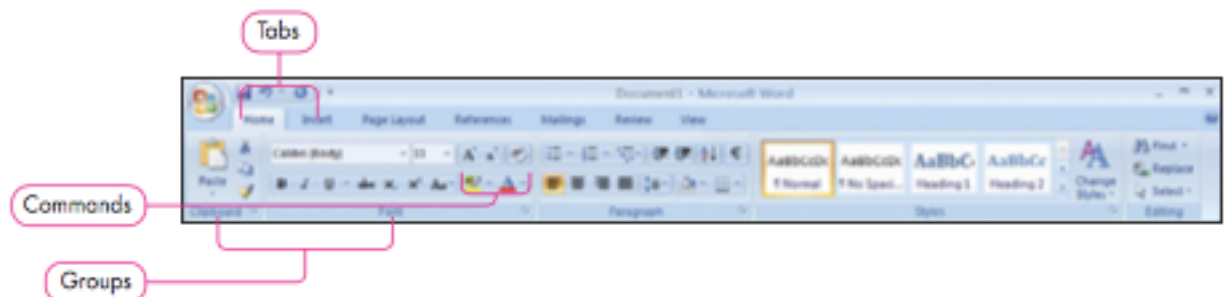 Tabs
Document1 - Microsoft Word
Home Insert Page Layout References Mailings Review View
Calibri (Body) 11 Find
Paste AaBbCcDc AaBbCcDc AaBbC AaBbCc Change Styles Replace
Commands ¶ Normal ¶ No Spaci... Heading 1 Heading 2 Select
Clipboard Font Paragraph Styles Editing
Groups